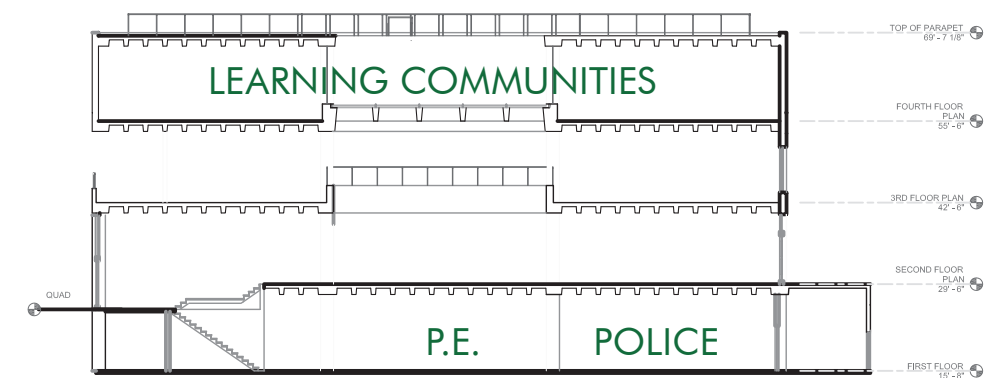 LEARNING COMMUNITIES
TOP OF PARAPET
69' - 7 1/8"
FOURTH FLOOR
PLAN
55' - 6"
3RD FLOOR PLAN
42' - 6"
SECOND FLOOR
PLAN
29' - 6"
QUAD
P.E.
POLICE
FIRST FLOOR
15' - 8"